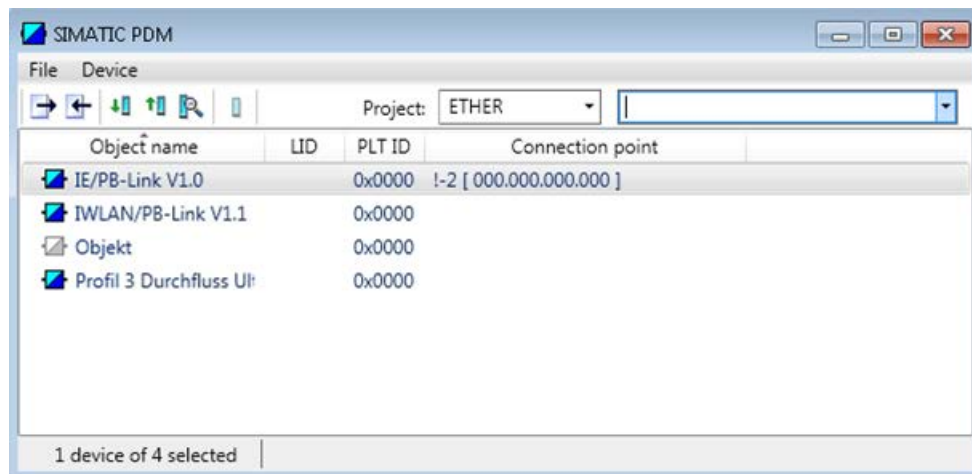 SIMATIC PDM
File Device
Project: ETHER
Object name LID PLT ID Connection point
IE/PB-Link V1.0 0x0000 !-2 [ 000.000.000.000 ]
IWLAN/PB-Link V1.1 0x0000
Objekt 0x0000
Profil 3 Durchfluss Ult 0x0000
1 device of 4 selected